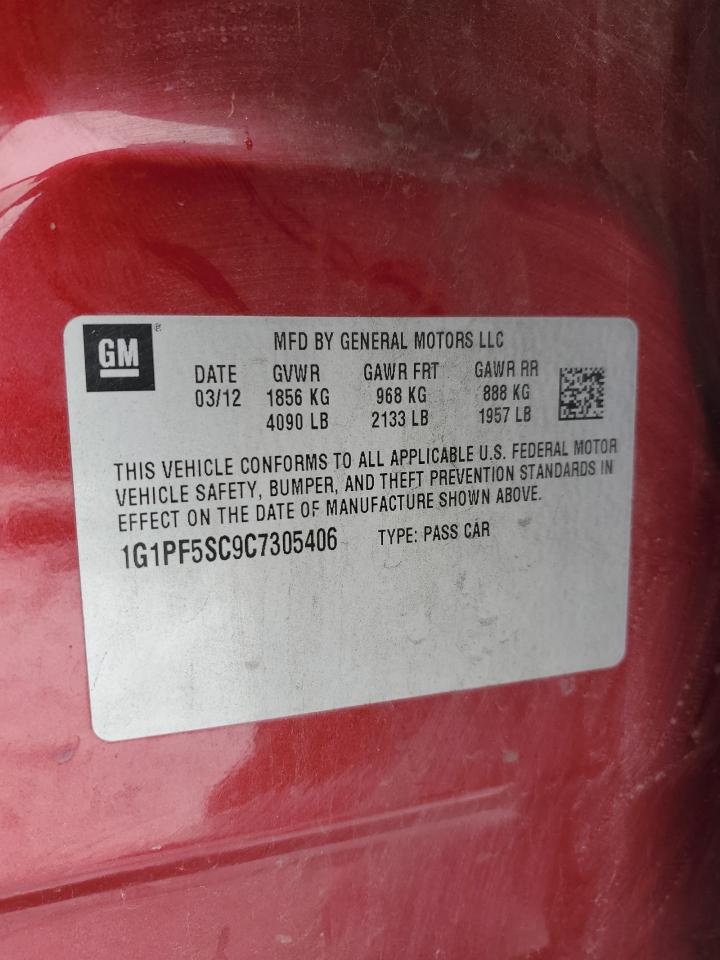 GM ®
MFD BY GENERAL MOTORS LLC
DATE GVWR GAWR FRT GAWR RR
03/12 1856 KG 968 KG 888 KG
4090 LB 2133 LB 1957 LB
THIS VEHICLE CONFORMS TO ALL APPLICABLE U.S. FEDERAL MOTOR
VEHICLE SAFETY, BUMPER, AND THEFT PREVENTION STANDARDS IN
EFFECT ON THE DATE OF MANUFACTURE SHOWN ABOVE.
1G1PF5SC9C7305406 TYPE: PASS CAR